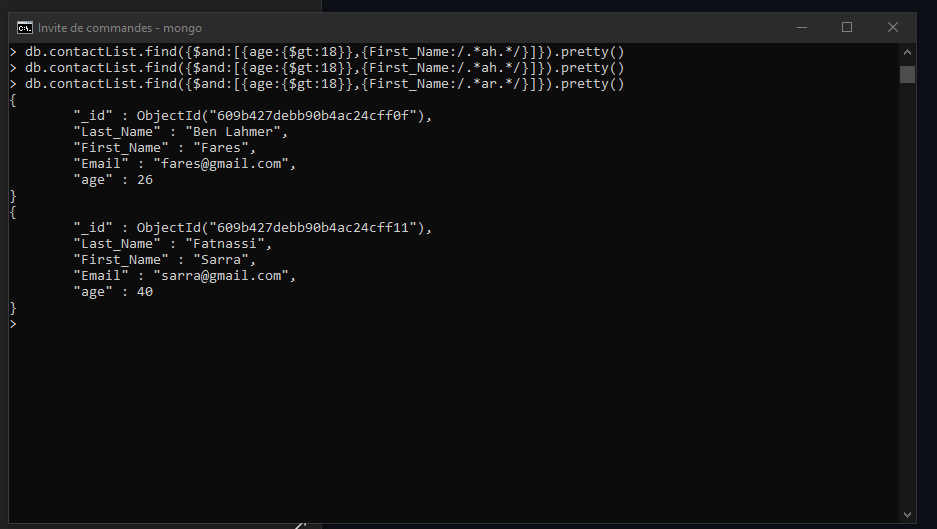 Invite de commandes - mongo
> db.contactList.find({$and:[{age:{$gt:18}},{First_Name:/.*ah.*/}]}).pretty()
> db.contactList.find({$and:[{age:{$gt:18}},{First_Name:/.*ah.*/}]}).pretty()
> db.contactList.find({$and:[{age:{$gt:18}},{First_Name:/.*ar.*/}]}).pretty()
{
        "_id" : ObjectId("609b427debb90b4ac24cff0f"),
        "Last_Name" : "Ben Lahmer",
        "First_Name" : "Fares",
        "Email" : "fares@gmail.com",
        "age" : 26
}
{
        "_id" : ObjectId("609b427debb90b4ac24cff11"),
        "Last_Name" : "Fatnassi",
        "First_Name" : "Sarra",
        "Email" : "sarra@gmail.com",
        "age" : 40
}
>